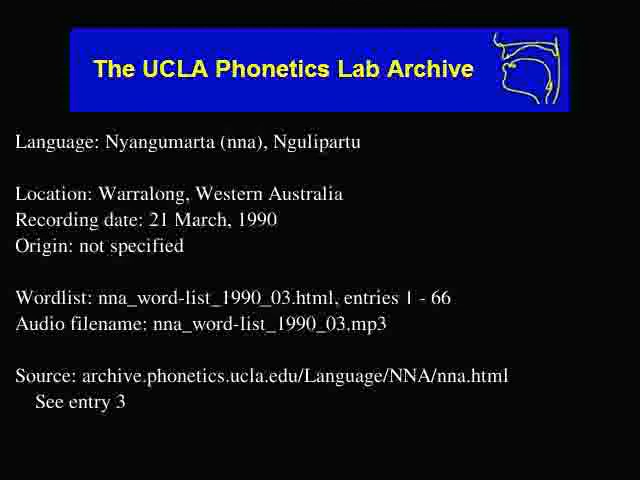 The UCLA Phonetics Lab Archive
Language: Nyangumarta (nna), Ngulipartu
Location: Warralong, Western Australia
Recording date: 21 March, 1990
Origin: not specified
Wordlist: nna_word-list_1990_03.html, entries 1 - 66
Audio filename: nna_word-list_1990_03.mp3
Source: archive.phonetics.ucla.edu/Language/NNA/nna.html
See entry 3